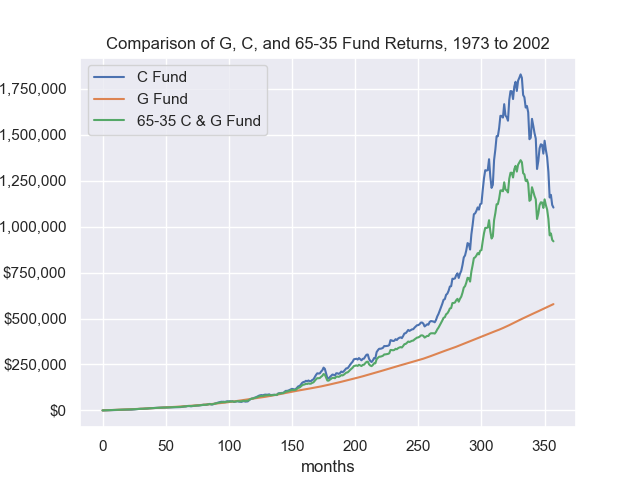 Comparison of G, C, and 65-35 Fund Returns, 1973 to 2002
C Fund
G Fund
65-35 C & G Fund
1,750,000
1,500,000
1,250,000
1,000,000
$750,000
$500,000
$250,000
$0
0 50 100 150 200 250 300 350
months